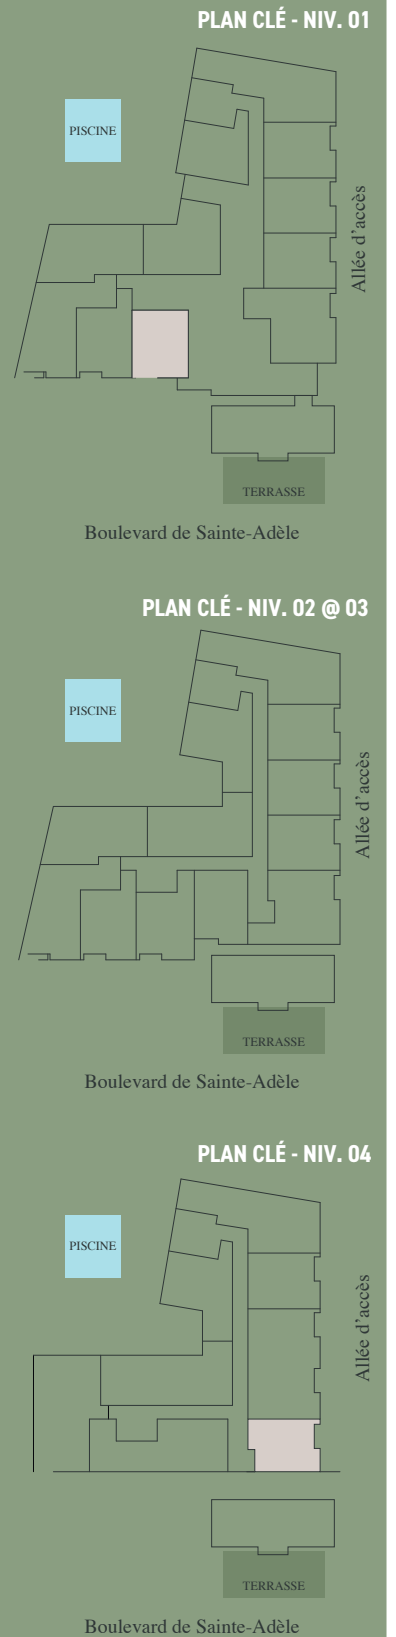 PLAN CLÉ - NIV. 01
PISCINE
Allée d'accès
TERRASSE
Boulevard de Sainte-Adèle
PLAN CLÉ - NIV. 02 @ 03
PISCINE
Allée d'accès
TERRASSE
Boulevard de Sainte-Adèle
PLAN CLÉ - NIV. 04
PISCINE
Allée d'accès
TERRASSE
Boulevard de Sainte-Adèle